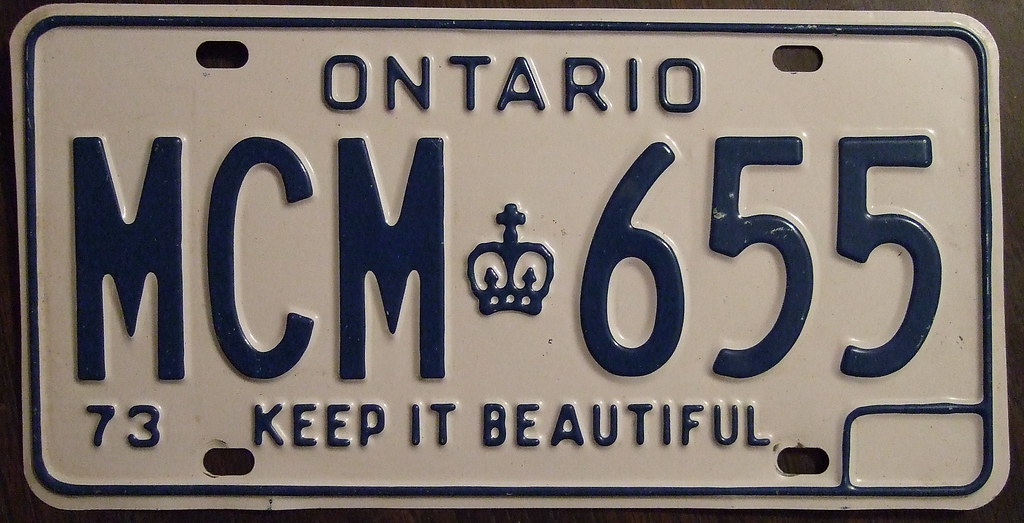 ONTARIO
MCM 655
73 KEEP IT BEAUTIFUL